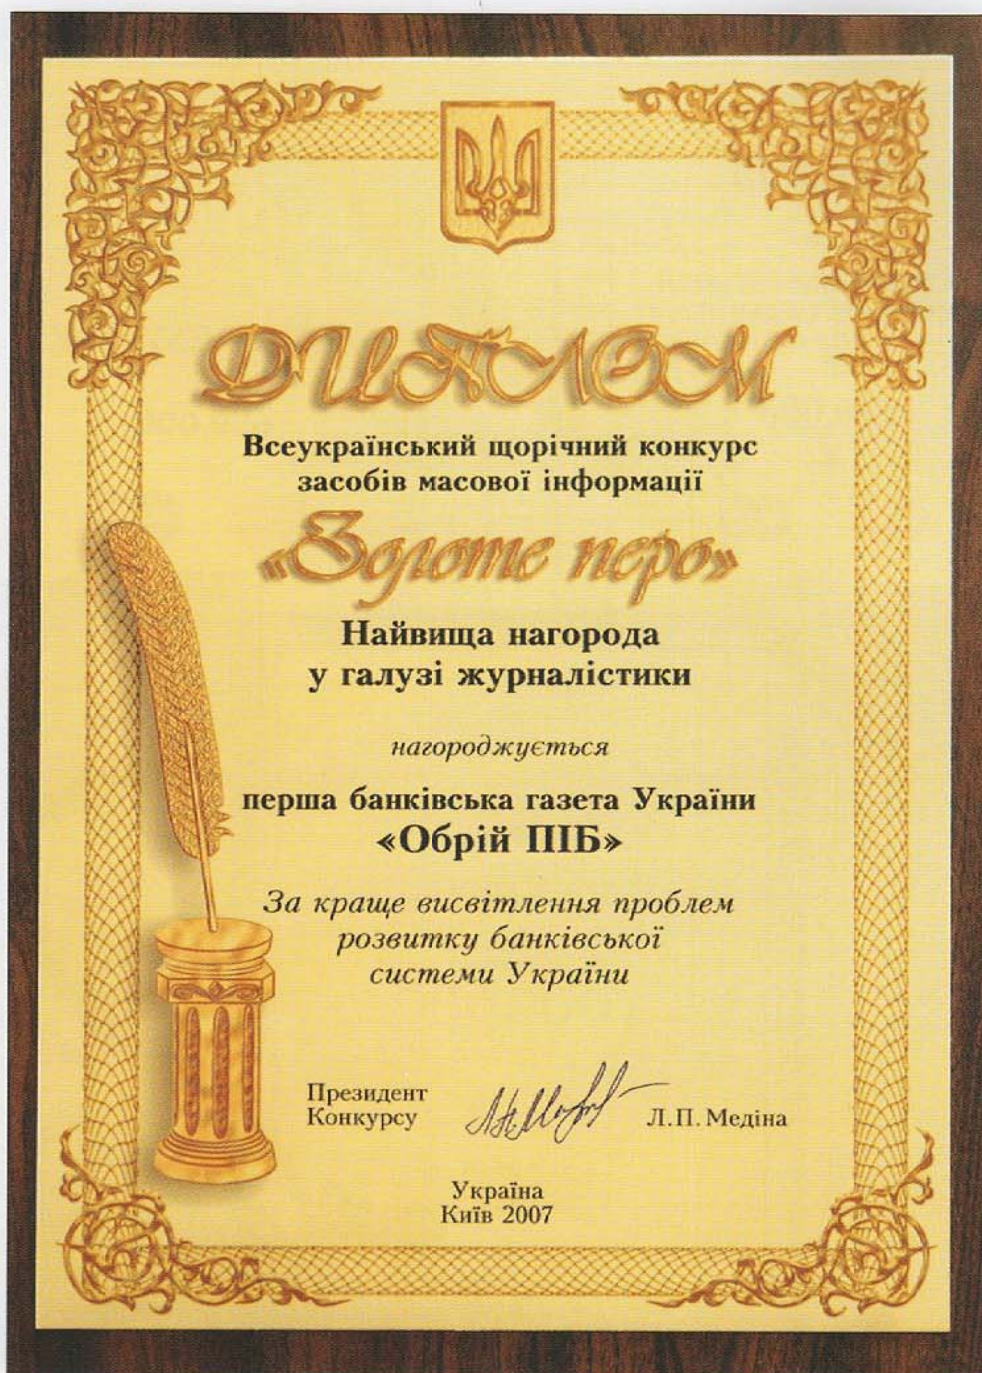 ДИПЛОМ
Всеукраїнський щорічний конкурс
засобів масової інформації
«Золоте перо»
Найвища нагорода
у галузі журналістики
нагороджується
перша банківська газета України
«Обрій ПІБ»
За краще висвітлення проблем
розвитку банківської
системи України
Президент
Конкурсу
Л.П. Медіна
Україна
Київ 2007